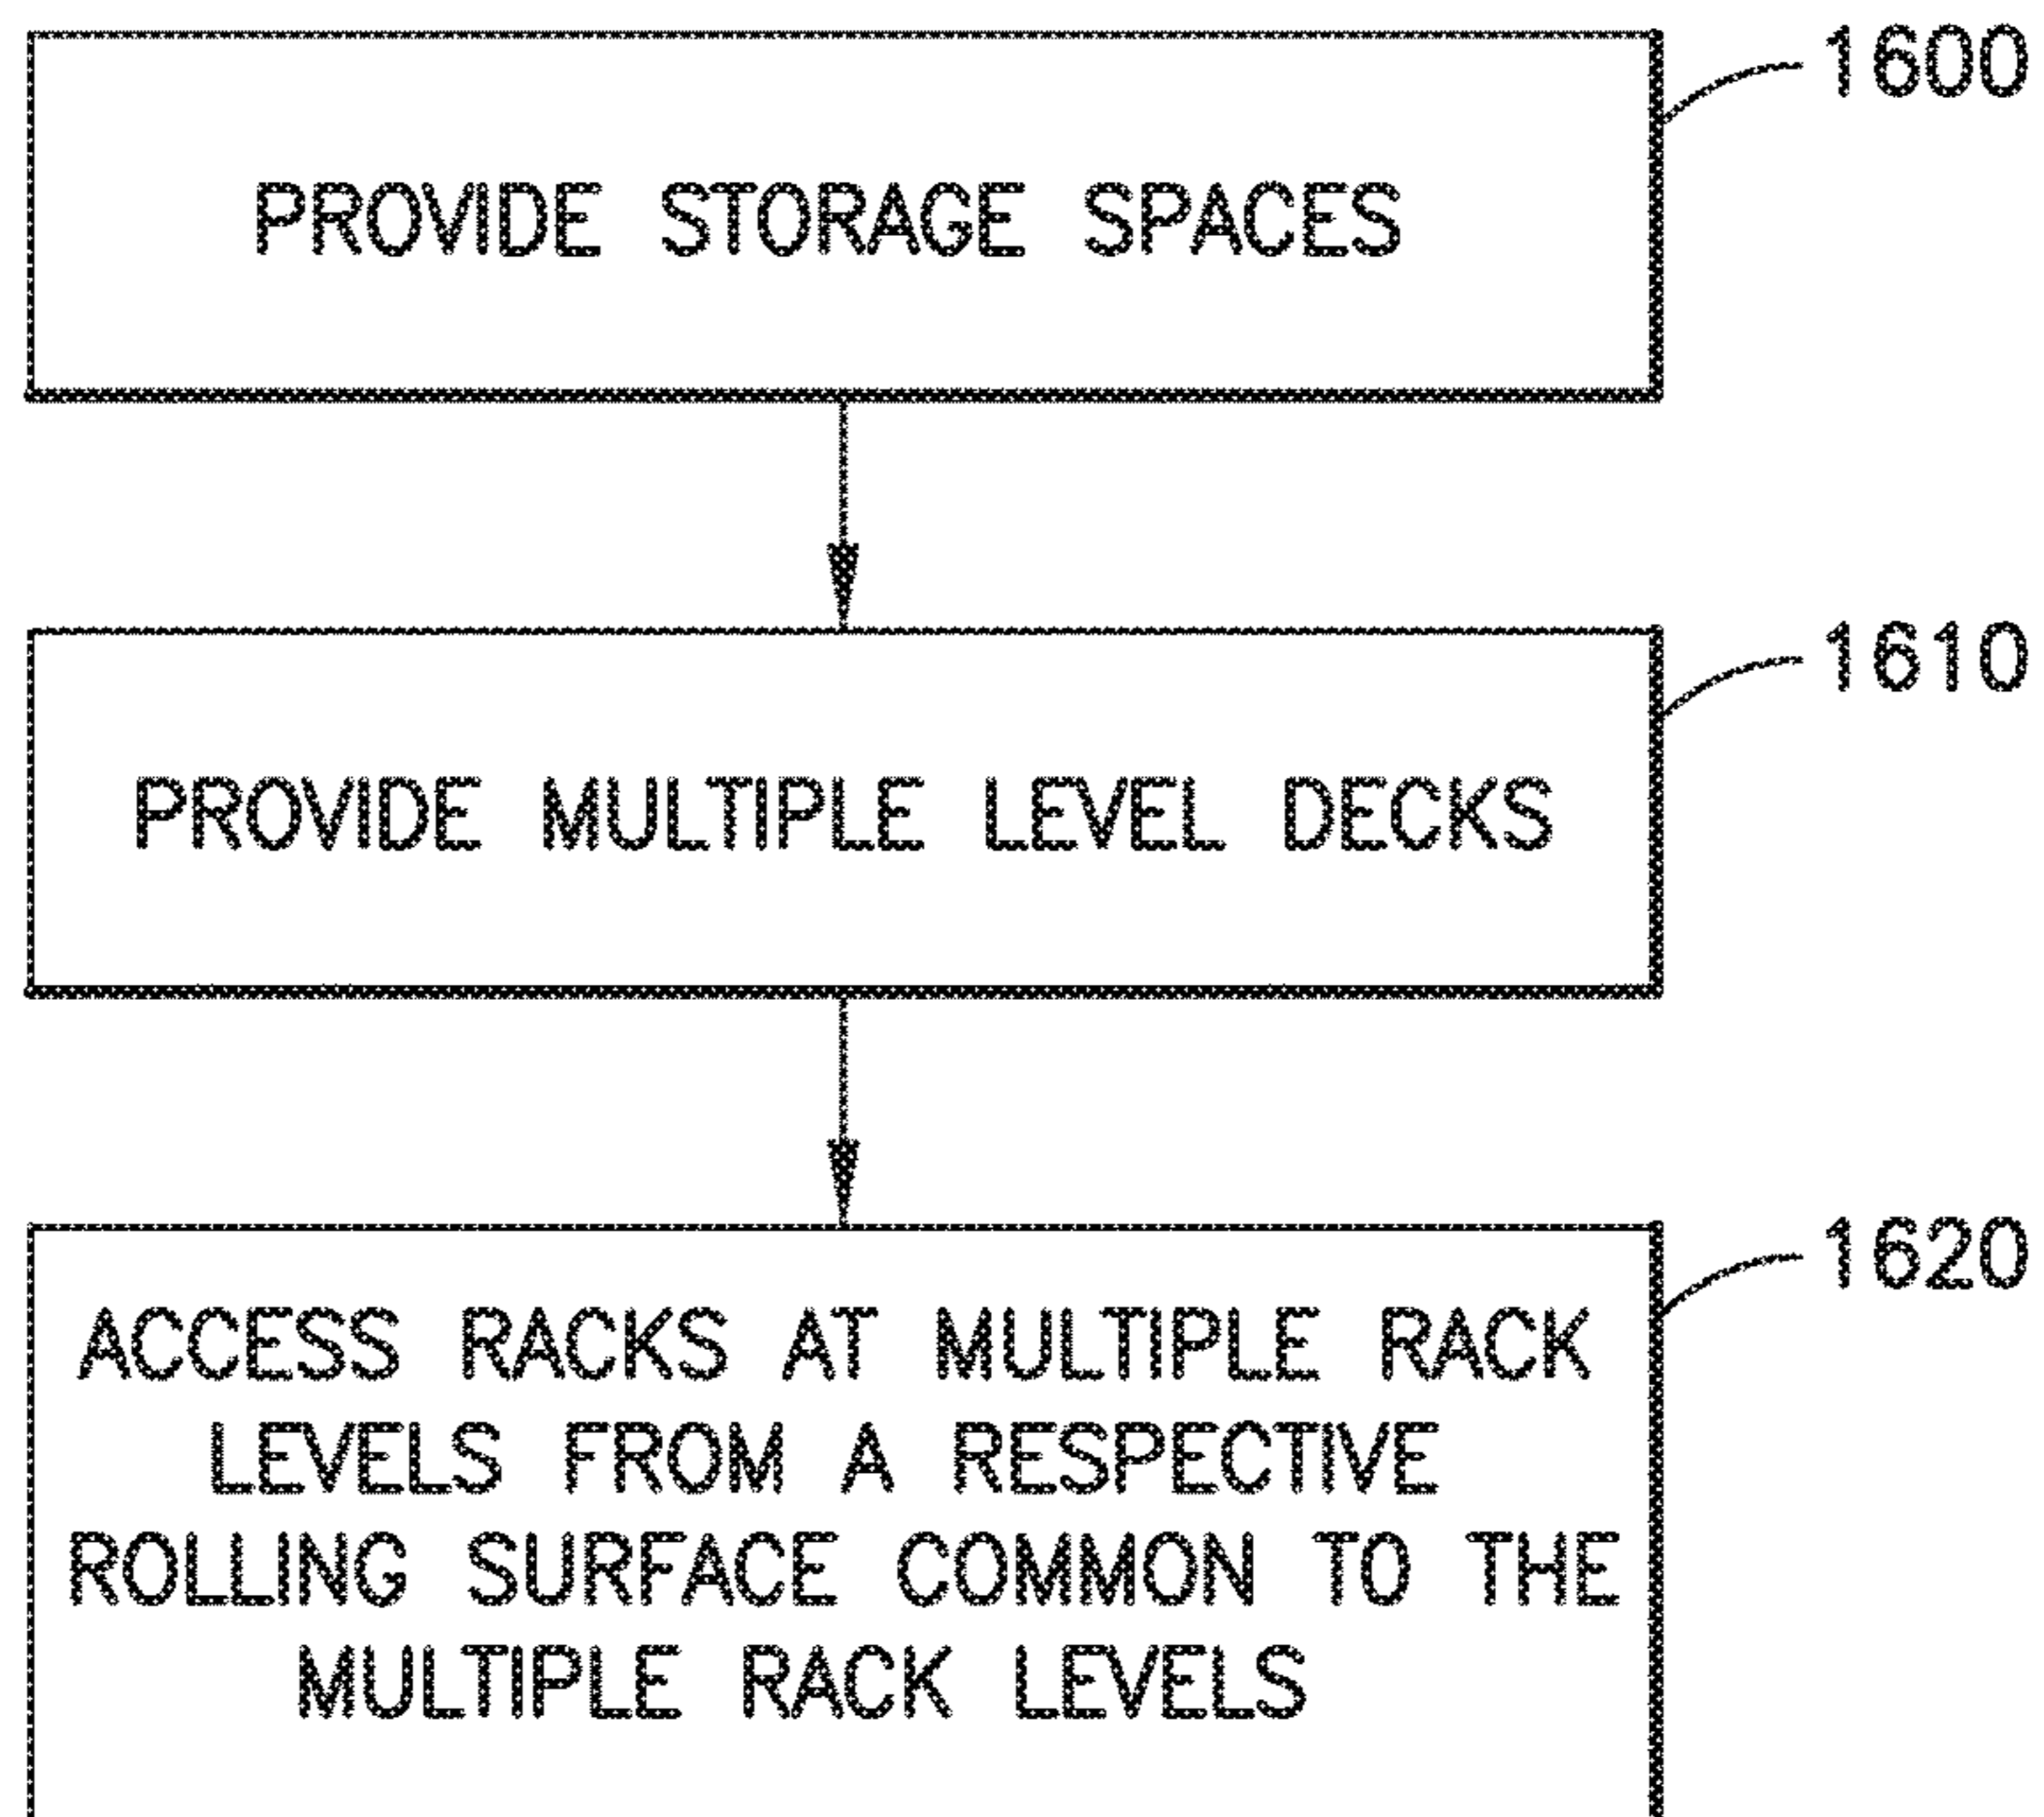 1600
PROVIDE STORAGE SPACES
1610
PROVIDE MULTIPLE LEVEL DECKS
1620
ACCESS RACKS AT MULTIPLE RACK
LEVELS FROM A RESPECTIVE
ROLLING SURFACE COMMON TO THE
MULTIPLE RACK LEVELS